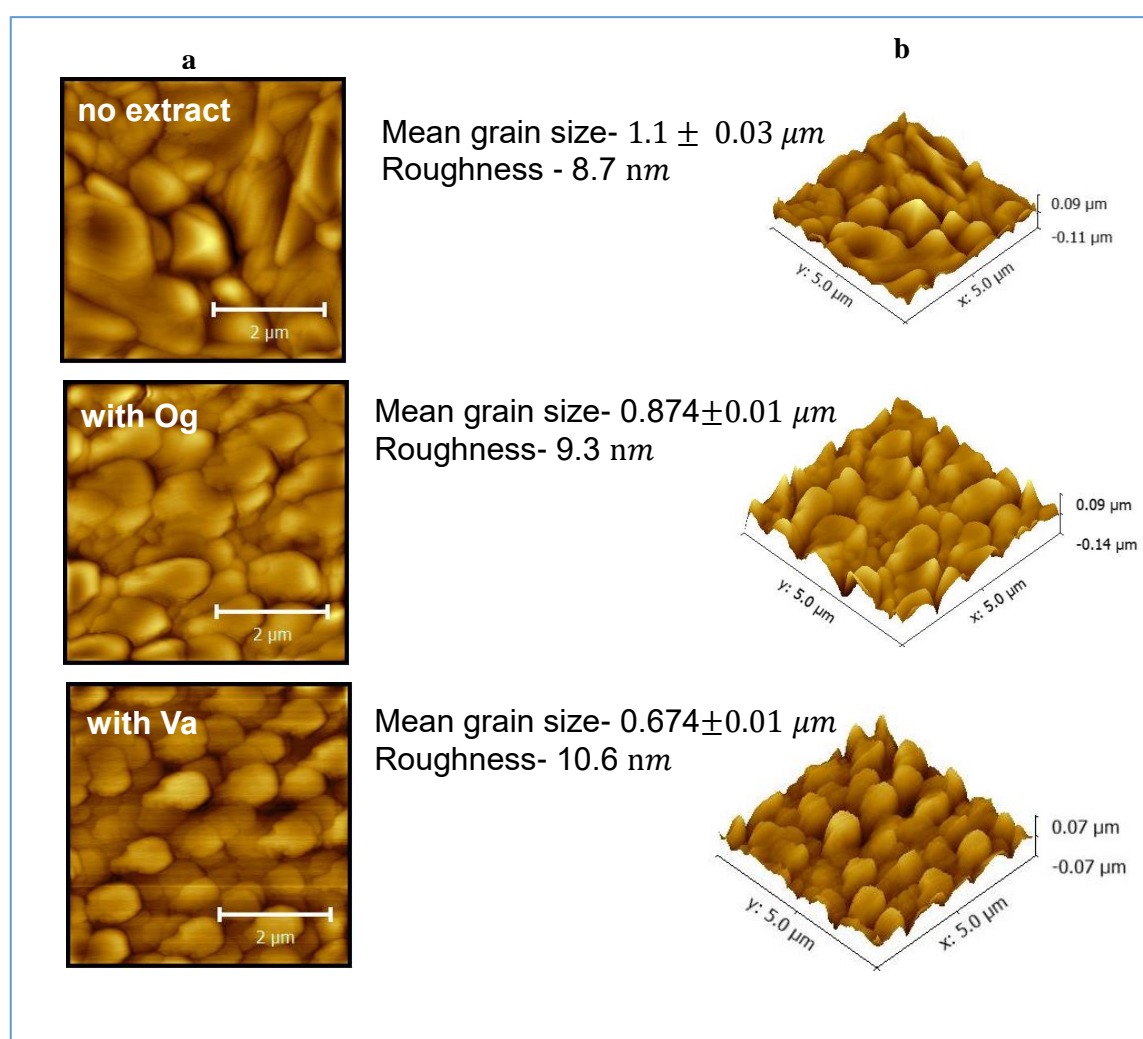 a
b
no extract
2 µm
Mean grain size- 1.1 ± 0.03 µm
Roughness - 8.7 nm
0.09 µm
-0.11 µm
y: 5.0 µm
x: 5.0 µm
with Og
2 µm
Mean grain size- 0.874±0.01 µm
Roughness- 9.3 nm
0.09 µm
-0.14 µm
y: 5.0 µm
x: 5.0 µm
with Va
2 µm
Mean grain size- 0.674±0.01 µm
Roughness- 10.6 nm
0.07 µm
-0.07 µm
y: 5.0 µm
x: 5.0 µm